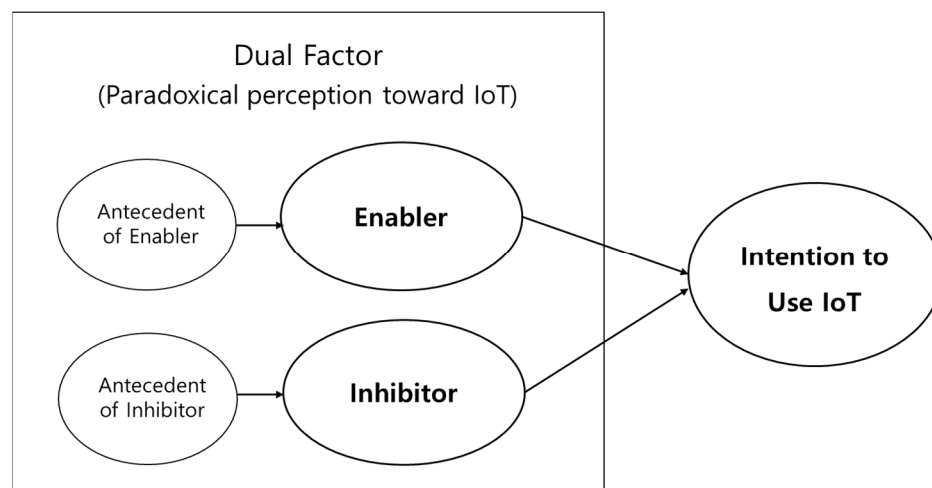 Dual Factor
(Paradoxical perception toward IoT)
Antecedent
of Enabler
Enabler
Intention to
Use IoT
Antecedent
of Inhibitor
Inhibitor